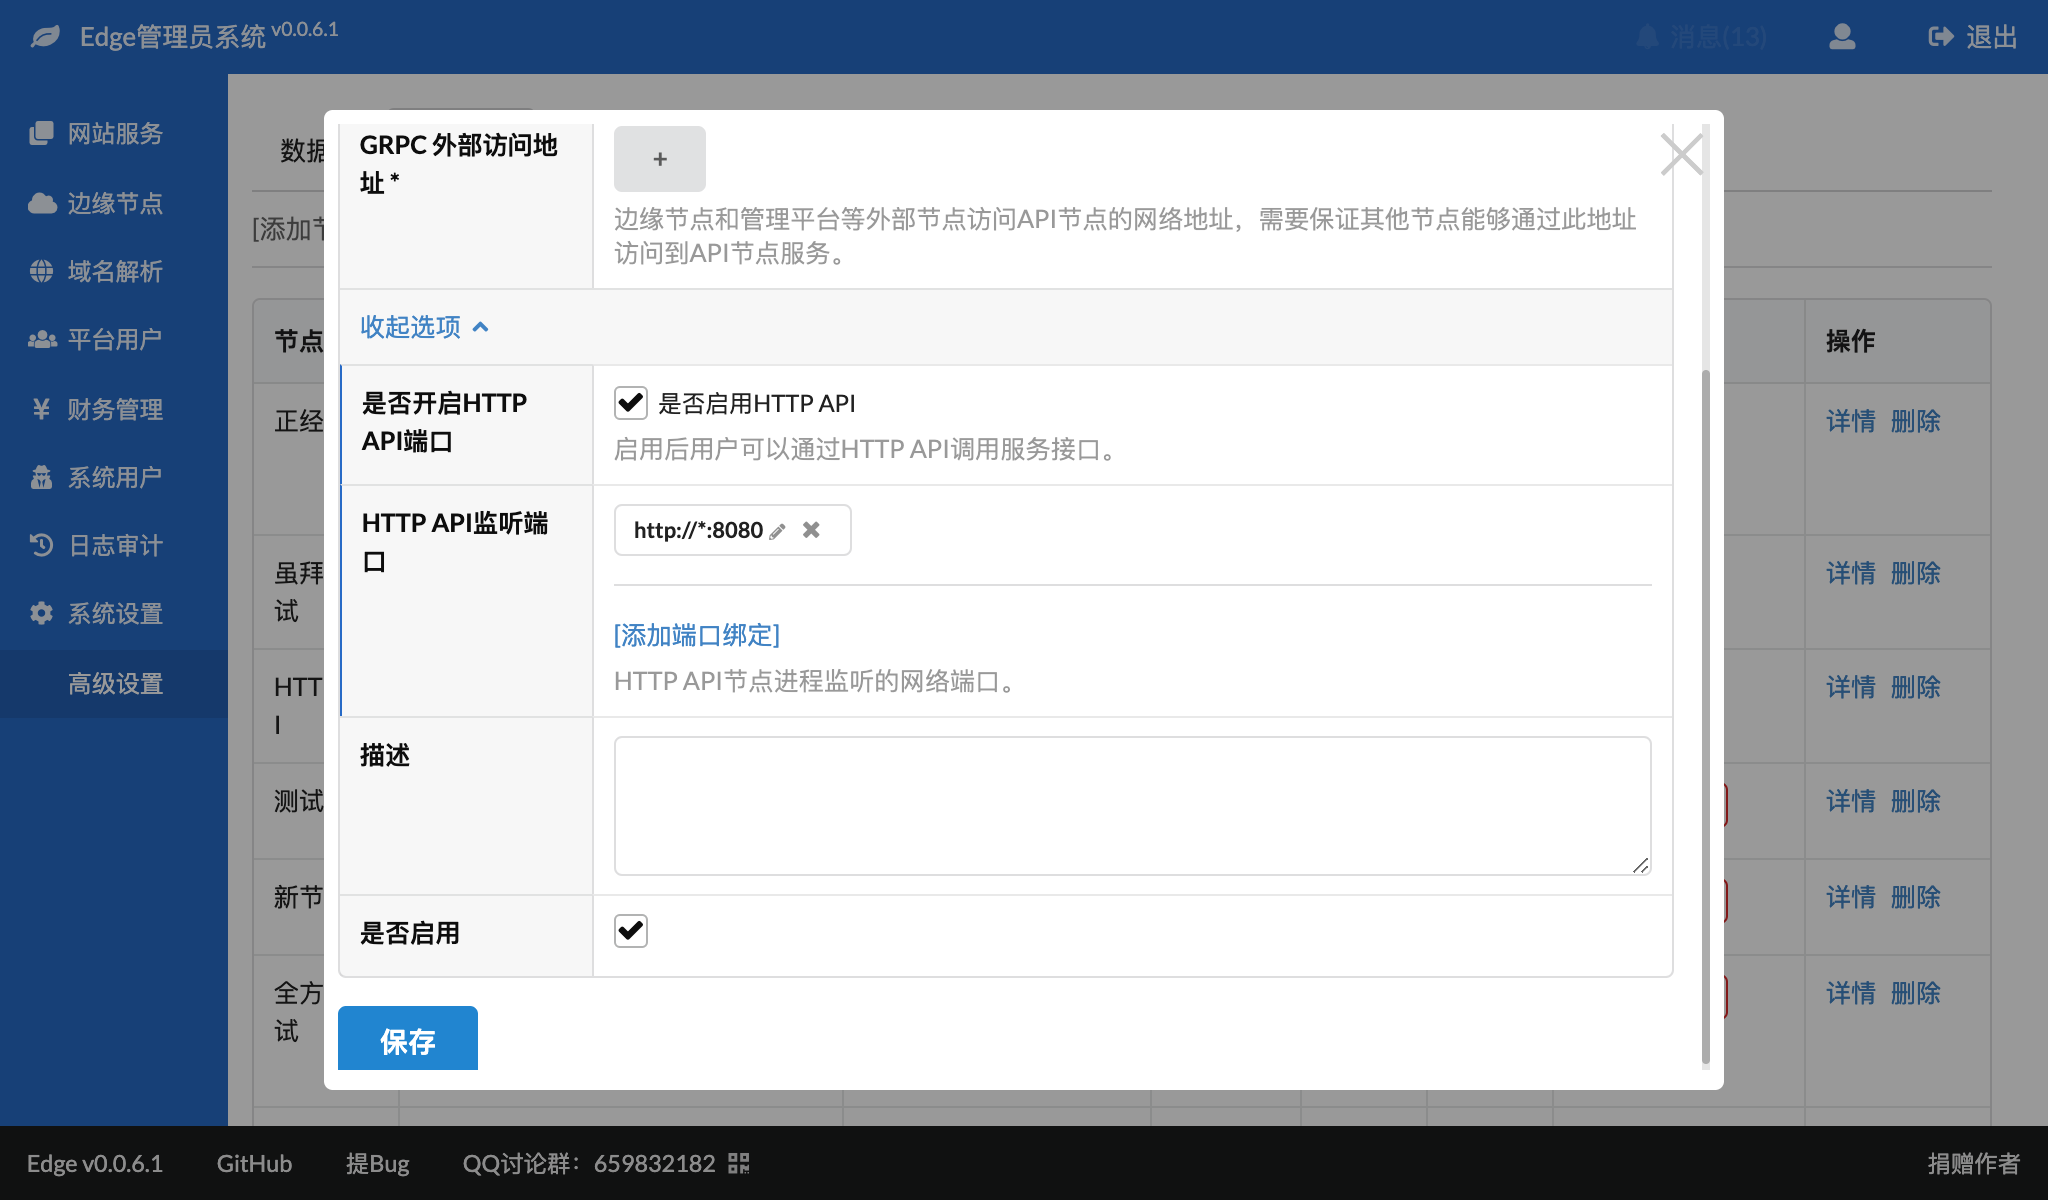 Edge管理员系统 v0.0.6.1
消息(13)
退出
网站服务
边缘节点
域名解析
平台用户
财务管理
系统用户
日志审计
系统设置
高级设置
数据
[添加节
节点
操作
正经
详情 删除
虽拜
试
详情 删除
HTT
I
详情 删除
测试
详情 删除
新节
详情 删除
全方
试
详情 删除
GRPC 外部访问地
址 *
+
边缘节点和管理平台等外部节点访问API节点的网络地址，需要保证其他节点能够通过此地址
访问到API节点服务。
收起选项
是否开启HTTP
API端口
是否启用HTTP API
启用后用户可以通过HTTP API调用服务接口。
HTTP API监听端
口
http://*:8080
[添加端口绑定]
HTTP API节点进程监听的网络端口。
描述
是否启用
保存
Edge v0.0.6.1
GitHub
提Bug
QQ讨论群：659832182
捐赠作者